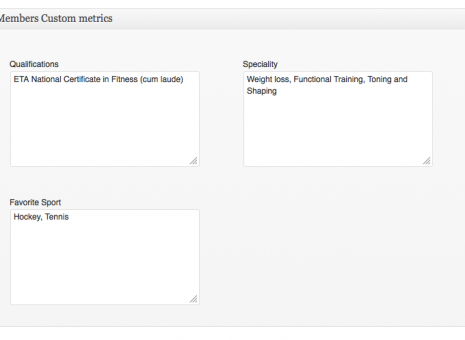 Members Custom metrics
Qualifications
ETA National Certificate in Fitness (cum laude)
Speciality
Weight loss, Functional Training, Toning and
Shaping
Favorite Sport
Hockey, Tennis